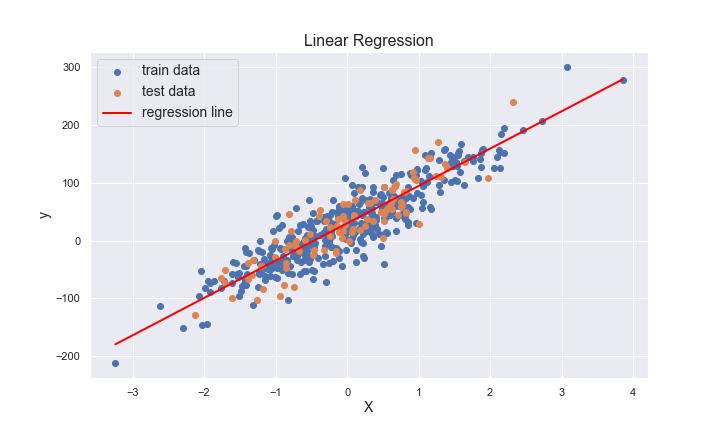 Linear Regression
train data
test data
regression line
300
200
100
0
−100
−200
y
−3
−2
−1
0
1
2
3
4
X